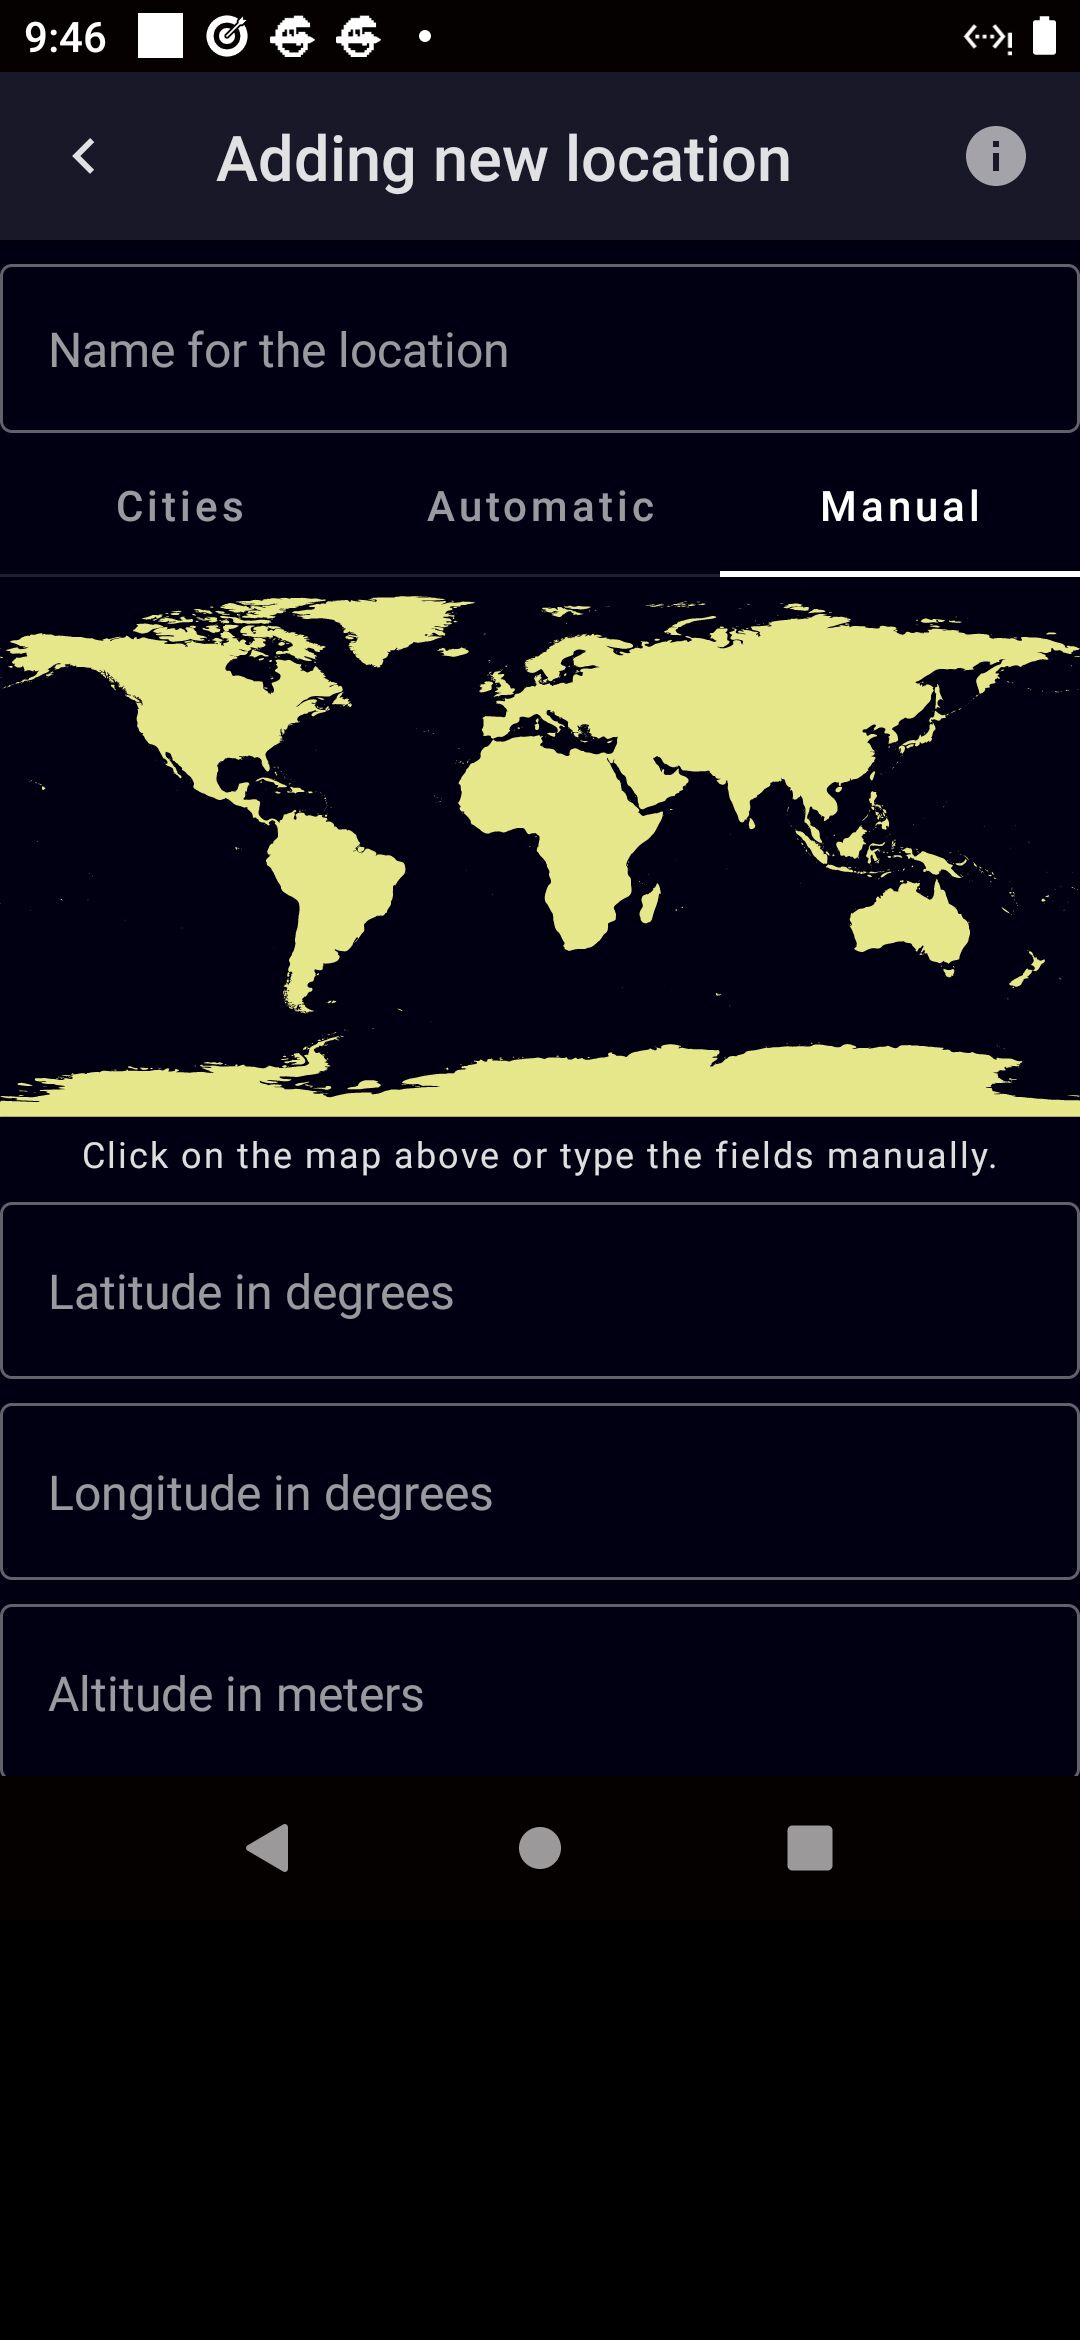 9:46
Adding new location
Name for the location
Cities Automatic Manual
Click on the map above or type the fields manually.
Latitude in degrees
Longitude in degrees
Altitude in meters